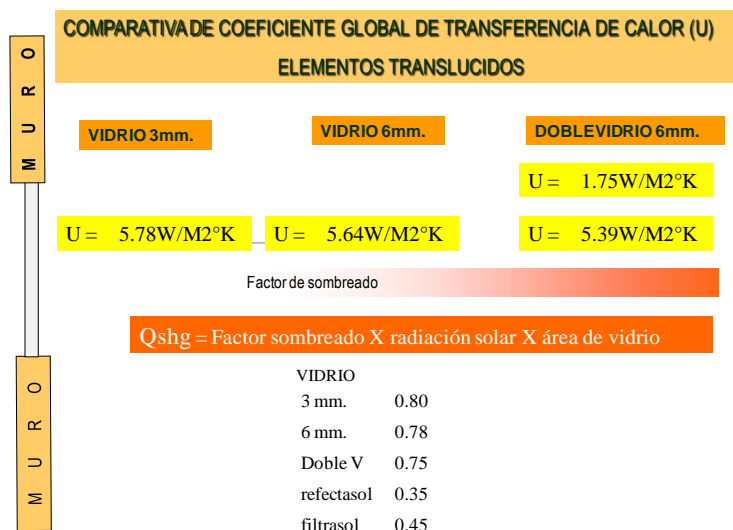 COMPARATIVA DE COEFICIENTE GLOBAL DE TRANSFERENCIA DE CALOR (U)
ELEMENTOS TRANSLUCIDOS
MURO
VIDRIO 3mm.
VIDRIO 6mm.
DOBLEVIDRIO 6mm.
U = 1.75W/M2°K
U = 5.78W/M2°K
U = 5.64W/M2°K
U = 5.39W/M2°K
Factor de sombreado
Qshg = Factor sombreado X radiación solar X área de vidrio
MURO
VIDRIO
3 mm. 0.80
6 mm. 0.78
Doble V 0.75
refectasol 0.35
filtrasol 0.45